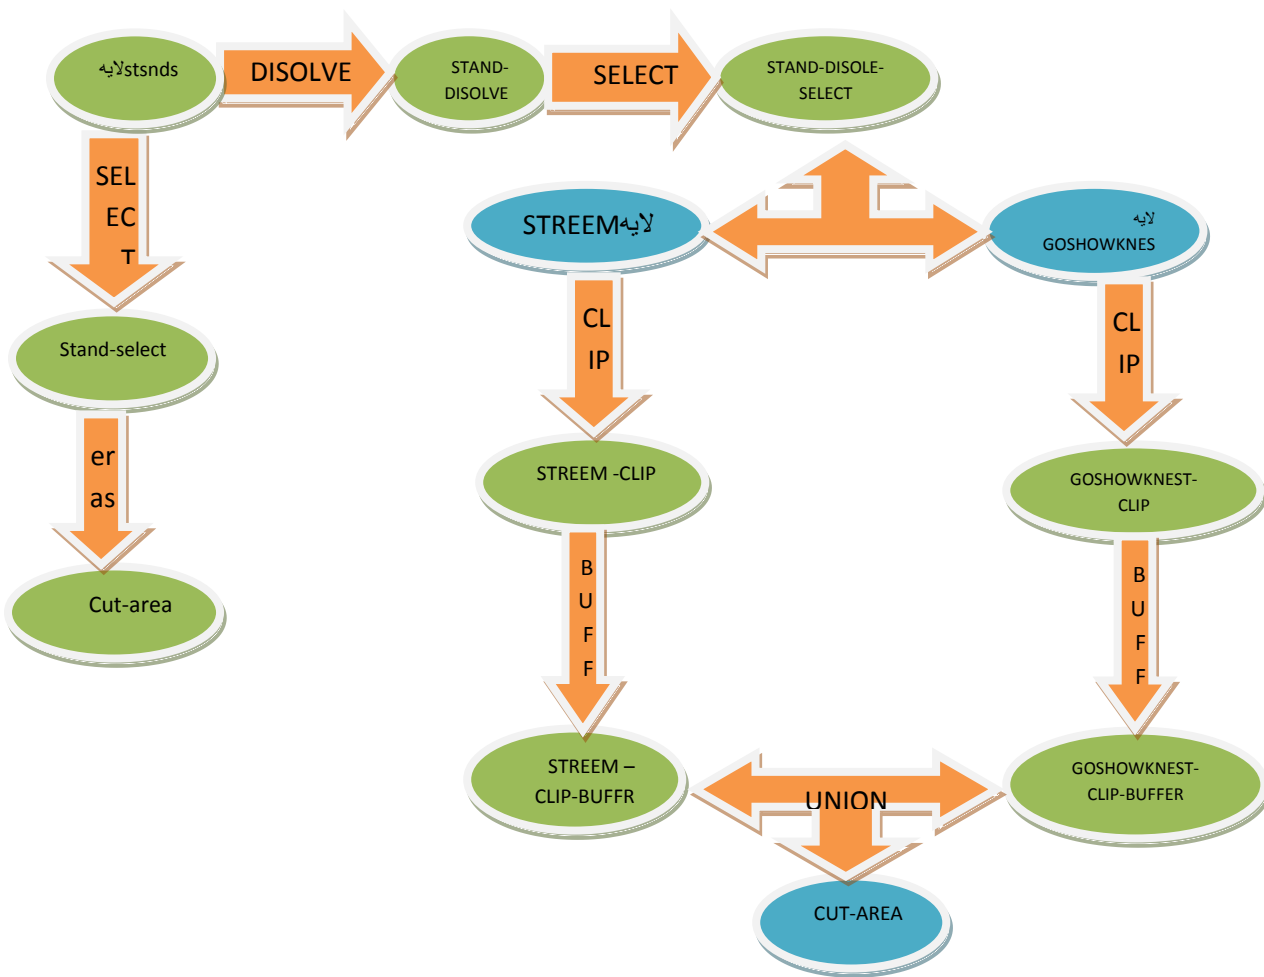 لایهstsnds
DISOLVE
STAND-
DISOLVE
SELECT
STAND-DISOLE-
SELECT
SEL
EC
T
STREEMلایه
لایه
GOSHOWKNES
Stand-select
CL
IP
CL
IP
er
as
STREEM -CLIP
GOSHOWKNEST-
CLIP
Cut-area
B
U
F
F
B
U
F
F
STREEM –
CLIP-BUFFR
UNION
GOSHOWKNEST-
CLIP-BUFFER
CUT-AREA